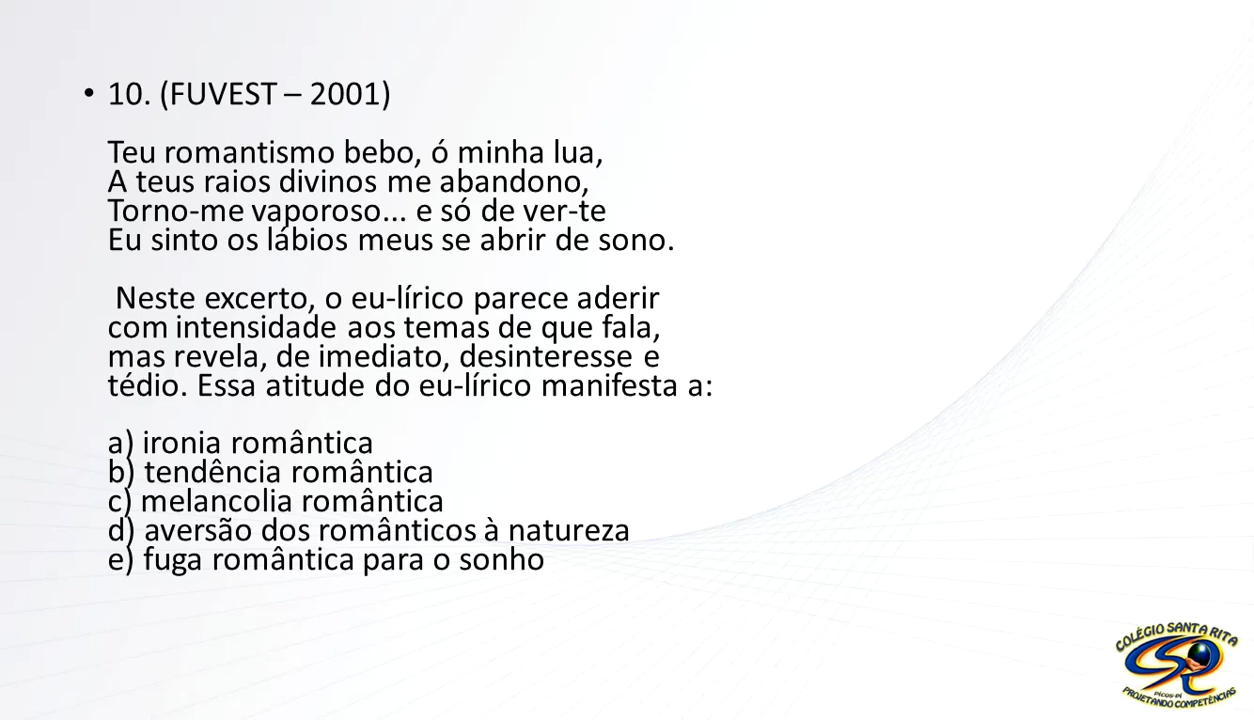 • 10. (FUVEST – 2001)
Teu romantismo bebo, ó minha lua,
A teus raios divinos me abandono,
Torno-me vaporoso... e só de ver-te
Eu sinto os lábios meus se abrir de sono.
Neste excerto, o eu-lírico parece aderir
com intensidade aos temas de que fala,
mas revela, de imediato, desinteresse e
tédio. Essa atitude do eu-lírico manifesta a:
a) ironia romântica
b) tendência romântica
c) melancolia romântica
d) aversão dos românticos à natureza
e) fuga romântica para o sonho
COLÉGIO SANTA RITA
PICOS-PI
PROJETANDO COMPETÊNCIAS